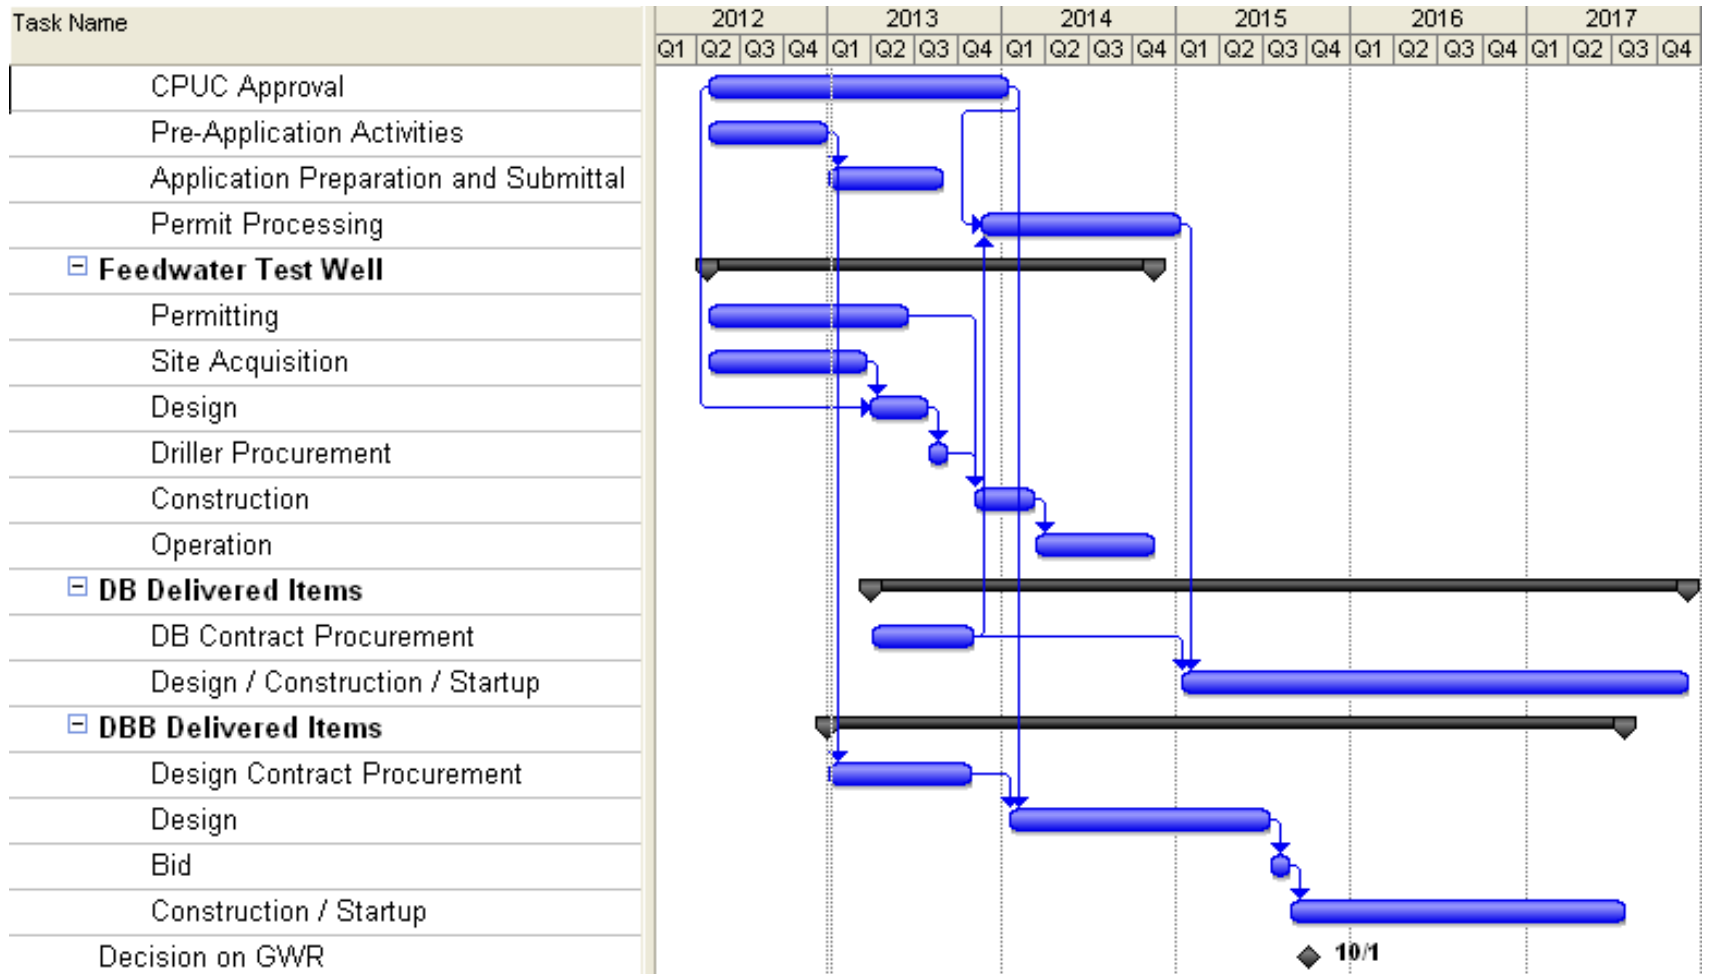 Task Name 2012 2013 2014 2015 2016 2017
Q1 Q2 Q3 Q4 Q1 Q2 Q3 Q4 Q1 Q2 Q3 Q4 Q1 Q2 Q3 Q4 Q1 Q2 Q3 Q4 Q1 Q2 Q3 Q4
CPUC Approval
Pre-Application Activities
Application Preparation and Submittal
Permit Processing
Feedwater Test Well
Permitting
Site Acquisition
Design
Driller Procurement
Construction
Operation
DB Delivered Items
DB Contract Procurement
Design / Construction / Startup
DBB Delivered Items
Design Contract Procurement
Design
Bid
Construction / Startup
Decision on GWR 10/1